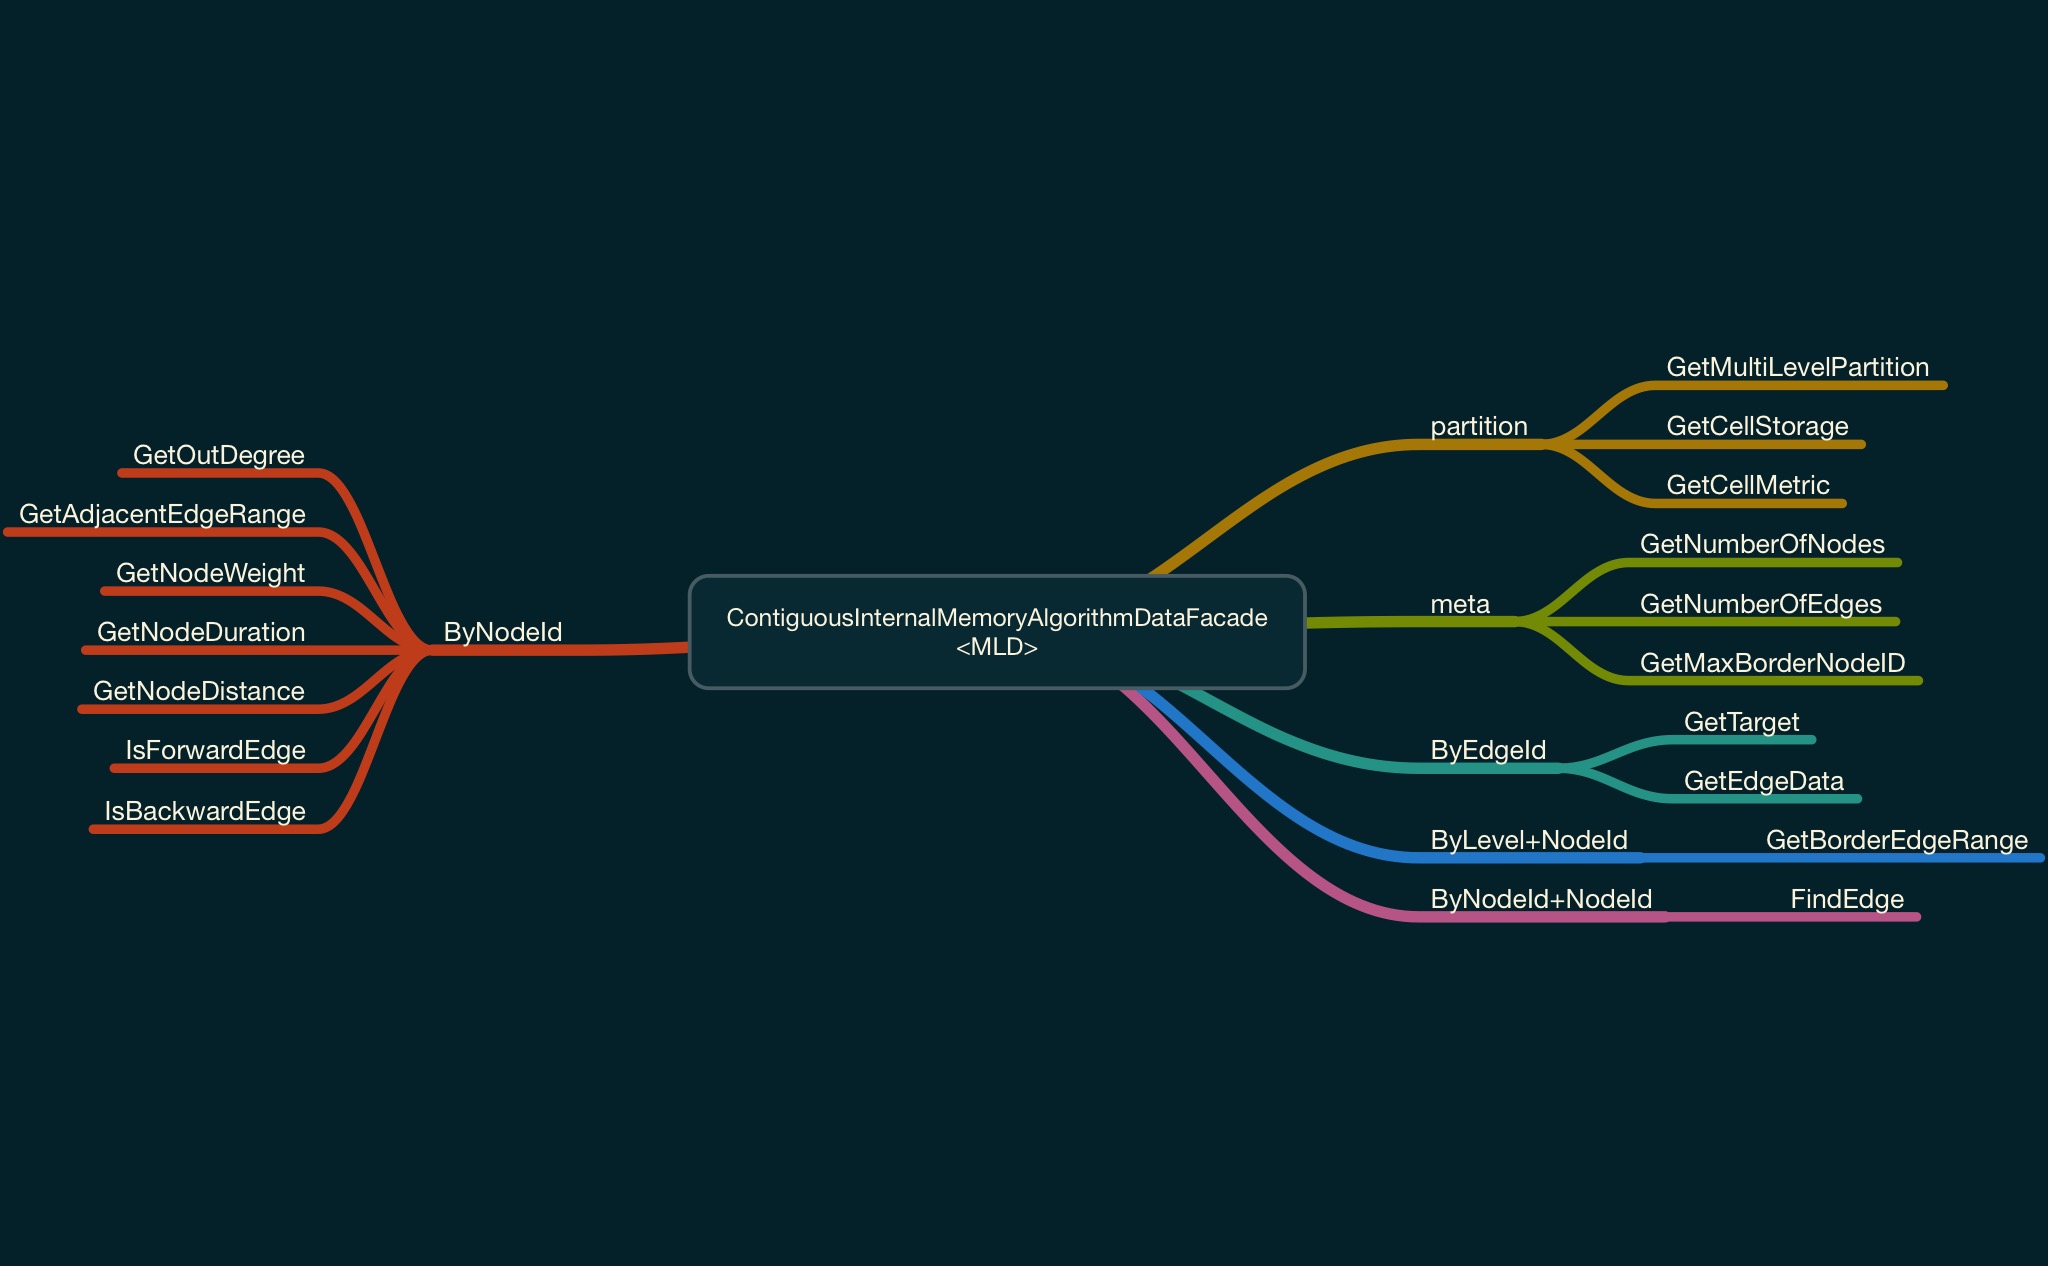 GetOutDegree
GetAdjacentEdgeRange
GetNodeWeight
GetNodeDuration
GetNodeDistance
IsForwardEdge
IsBackwardEdge
ByNodeId
ContiguousInternalMemoryAlgorithmDataFacade
<MLD>
partition
GetMultiLevelPartition
GetCellStorage
GetCellMetric
meta
GetNumberOfNodes
GetNumberOfEdges
GetMaxBorderNodeID
ByEdgeId
GetTarget
GetEdgeData
ByLevel+NodeId
GetBorderEdgeRange
ByNodeId+NodeId
FindEdge